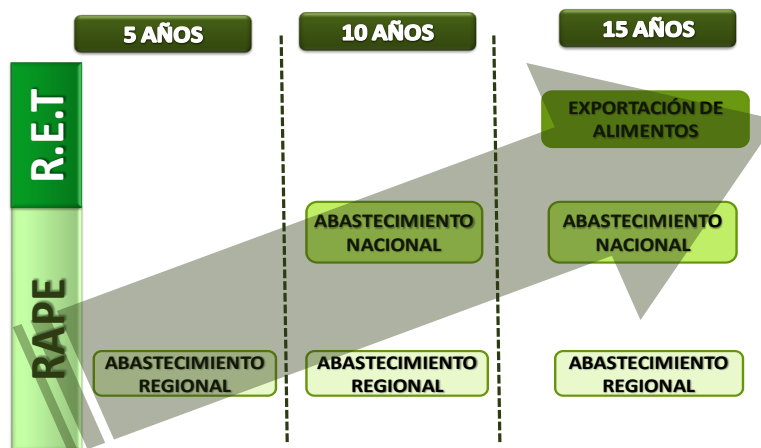 5 AÑOS
10 AÑOS
15 AÑOS
R.E.T
EXPORTACIÓN DE
ALIMENTOS
ABASTECIMIENTO
NACIONAL
ABASTECIMIENTO
NACIONAL
RAPE
ABASTECIMIENTO
REGIONAL
ABASTECIMIENTO
REGIONAL
ABASTECIMIENTO
REGIONAL